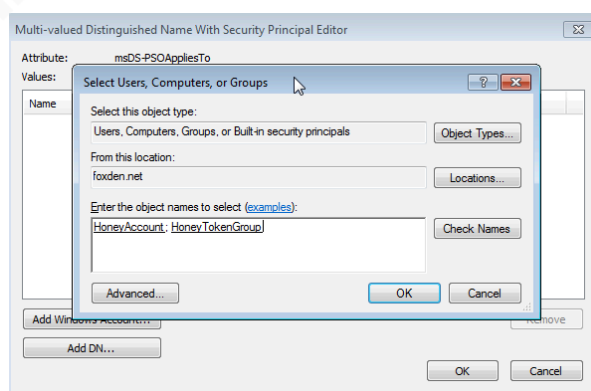 Multi-valued Distinguished Name With Security Principal Editor
Attribute: msDS-PSOAppliesTo
Values:
Name
Select Users, Computers, or Groups
Select this object type:
Users, Computers, Groups, or Built-in security principals
Object Types...
From this location:
foxden.net
Locations...
Enter the object names to select (examples):
HoneyAccount; HoneyTokenGroup
Check Names
Advanced...
OK
Cancel
Add Windows Account...
Remove
Add DN...
OK
Cancel